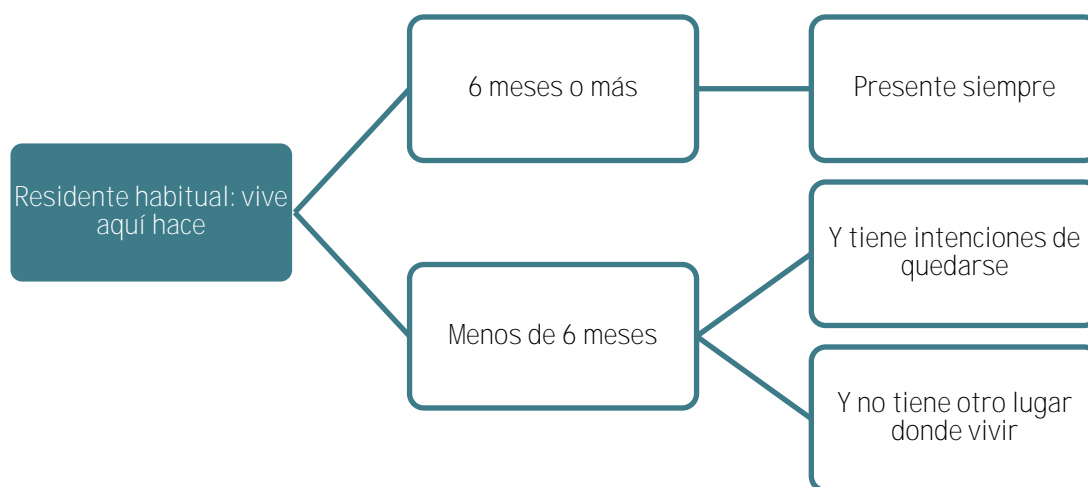 Residente habitual: vive
aquí hace
6 meses o más
Presente siempre
Menos de 6 meses
Y tiene intenciones de
quedarse
Y no tiene otro lugar
donde vivir